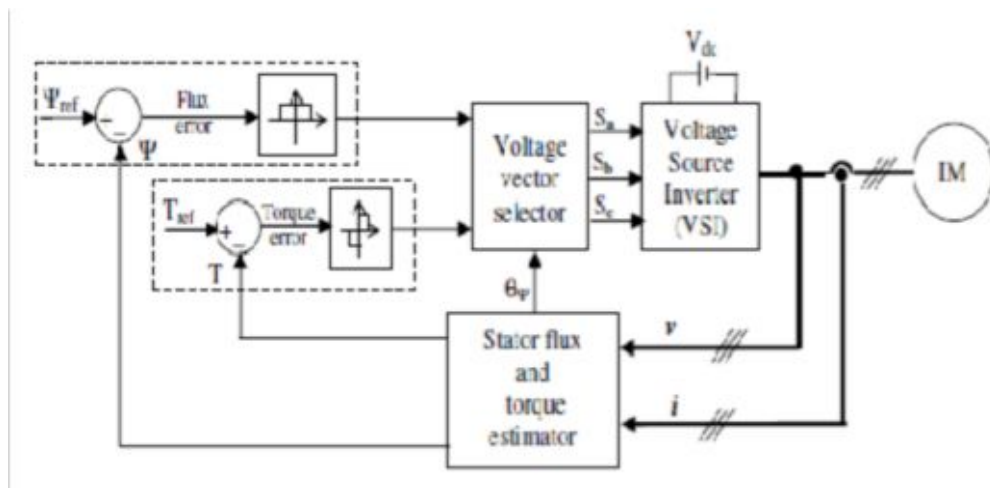 Ψref
Flux
error
Ψ
Tref
Torque
error
T
Voltage
vector
selector
Sa
Sb
Sc
Vdc
Voltage
Source
Inverter
(VSI)
IM
θΨ
Stator flux
and
torque
estimator
v
i